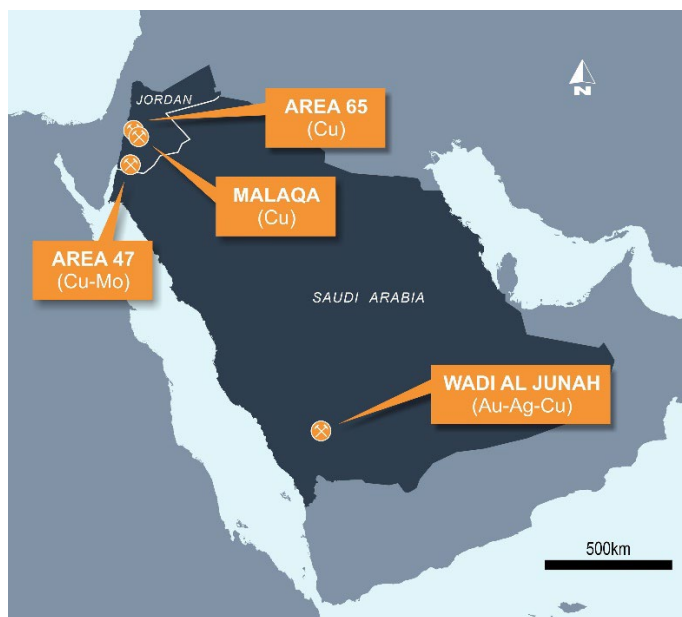 JORDAN
AREA 65
(Cu)
MALAQA
(Cu)
AREA 47
(Cu-Mo)
SAUDI ARABIA
WADI AL JUNAH
(Au-Ag-Cu)
N
500km